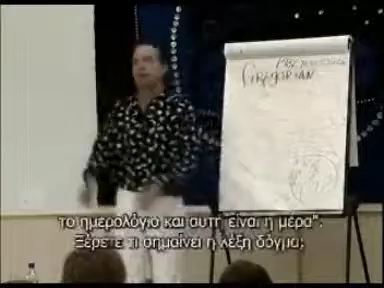 GREGORIAN
το ημερολόγιο και αυτή είναι η μέρα".
Ξέρετε τι σημαίνει η λέξη δόγμα;